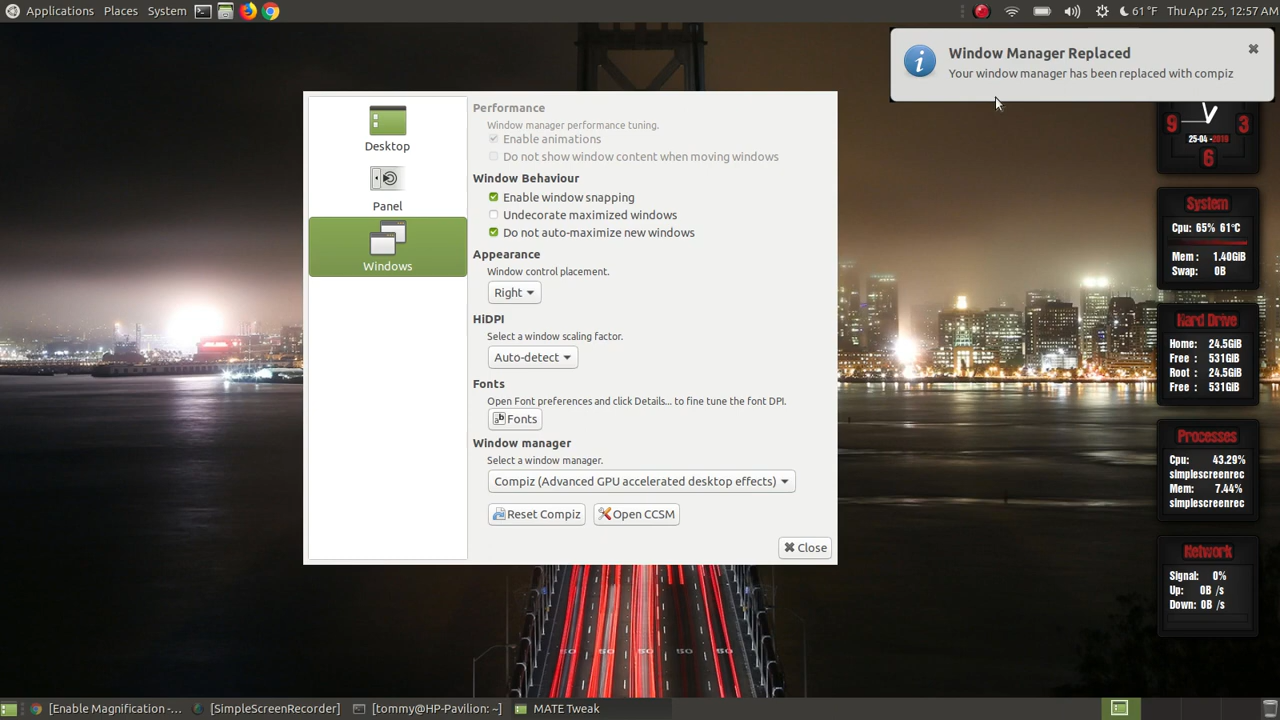 Applications Places System
61 °F Thu Apr 25, 12:57 AM
Window Manager Replaced
Your window manager has been replaced with compiz
Desktop
Panel
Windows
Performance
Window manager performance tuning.
Enable animations
Do not show window content when moving windows
Window Behaviour
Enable window snapping
Undecorate maximized windows
Do not auto-maximize new windows
Appearance
Window control placement.
Right
HiDPI
Select a window scaling factor.
Auto-detect
Fonts
Open Font preferences and click Details... to fine tune the font DPI.
Fonts
Window manager
Select a window manager.
Compiz (Advanced GPU accelerated desktop effects)
Reset Compiz Open CCSM
Close
9 3
25-04-2019
6
System
Cpu: 65% 61°C
Mem : 1.40GiB
Swap: 0B
Hard Drive
Home: 24.5GiB
Free : 531GiB
Root : 24.5GiB
Free : 531GiB
Processes
Cpu: 43.29%
simplescreenrec
Mem: 7.44%
simplescreenrec
Network
Signal: 0%
Up: 0B /s
Down: 0B /s
50 50 50 50
[Enable Magnification -... [SimpleScreenRecorder] [tommy@HP-Pavilion: ~] MATE Tweak